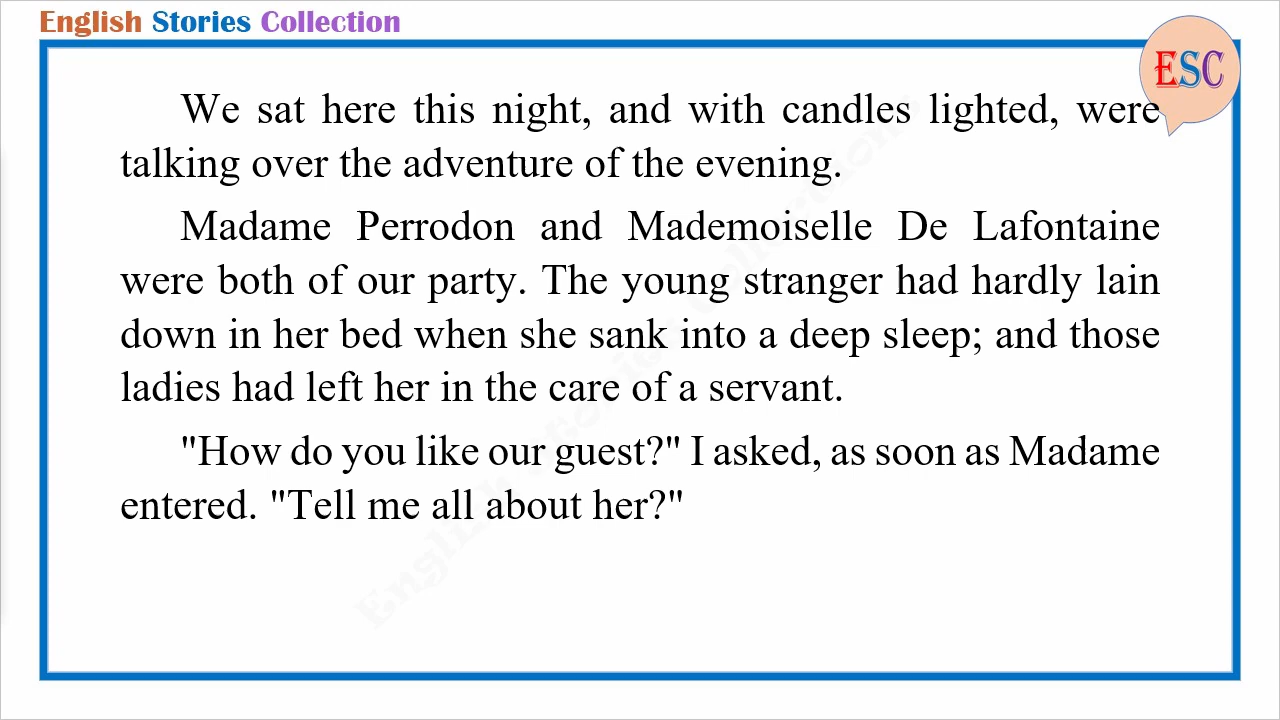 English Stories Collection
ESC
We sat here this night, and with candles lighted, were
talking over the adventure of the evening.
Madame Perrodon and Mademoiselle De Lafontaine
were both of our party. The young stranger had hardly lain
down in her bed when she sank into a deep sleep; and those
ladies had left her in the care of a servant.
"How do you like our guest?" I asked, as soon as Madame
entered. "Tell me all about her?"
English Stories Collections